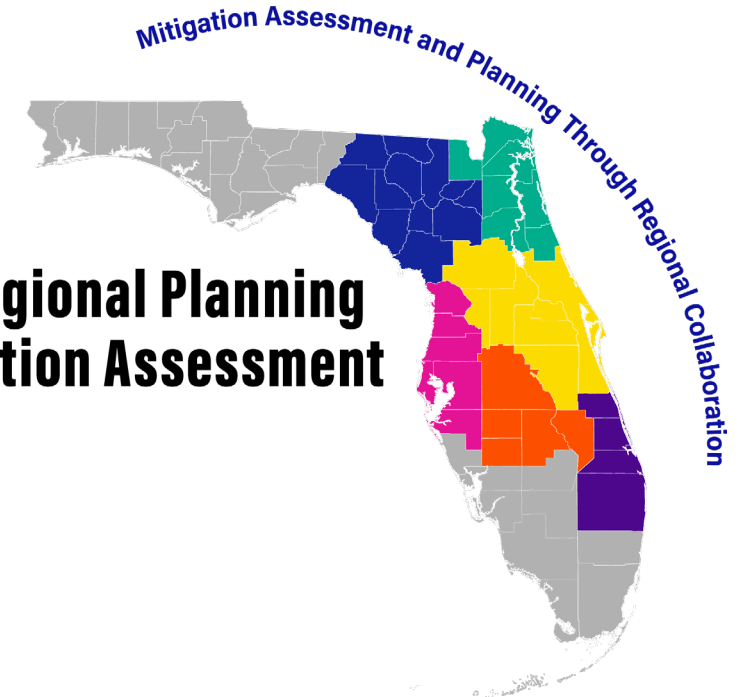 Mitigation Assessment and Planning Through Regional Collaboration
gional Planning
tion Assessment